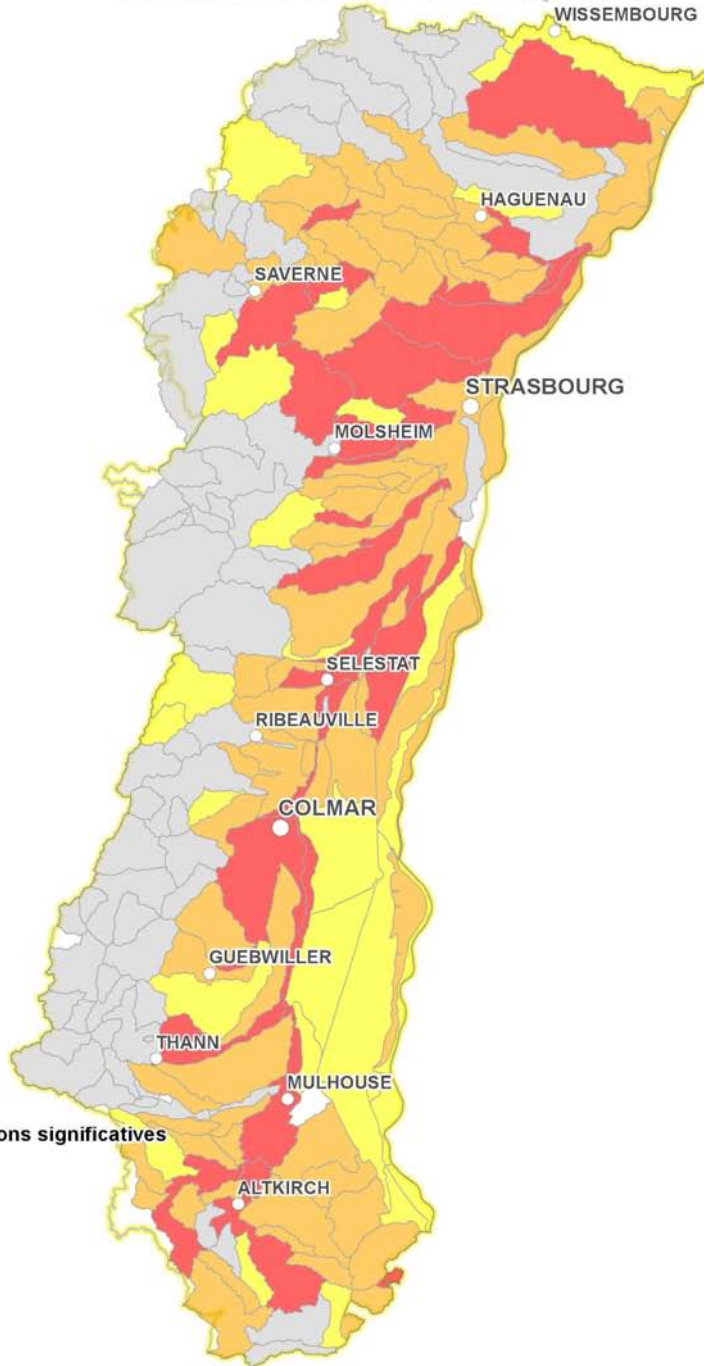 WISSEMBOURG
HAGUENAU
SAVERNE
STRASBOURG
MOLSHEIM
SELESTAT
RIBEAUVILLE
COLMAR
GUEBWILLER
THANN
MULHOUSE
ons significatives
ALTKIRCH